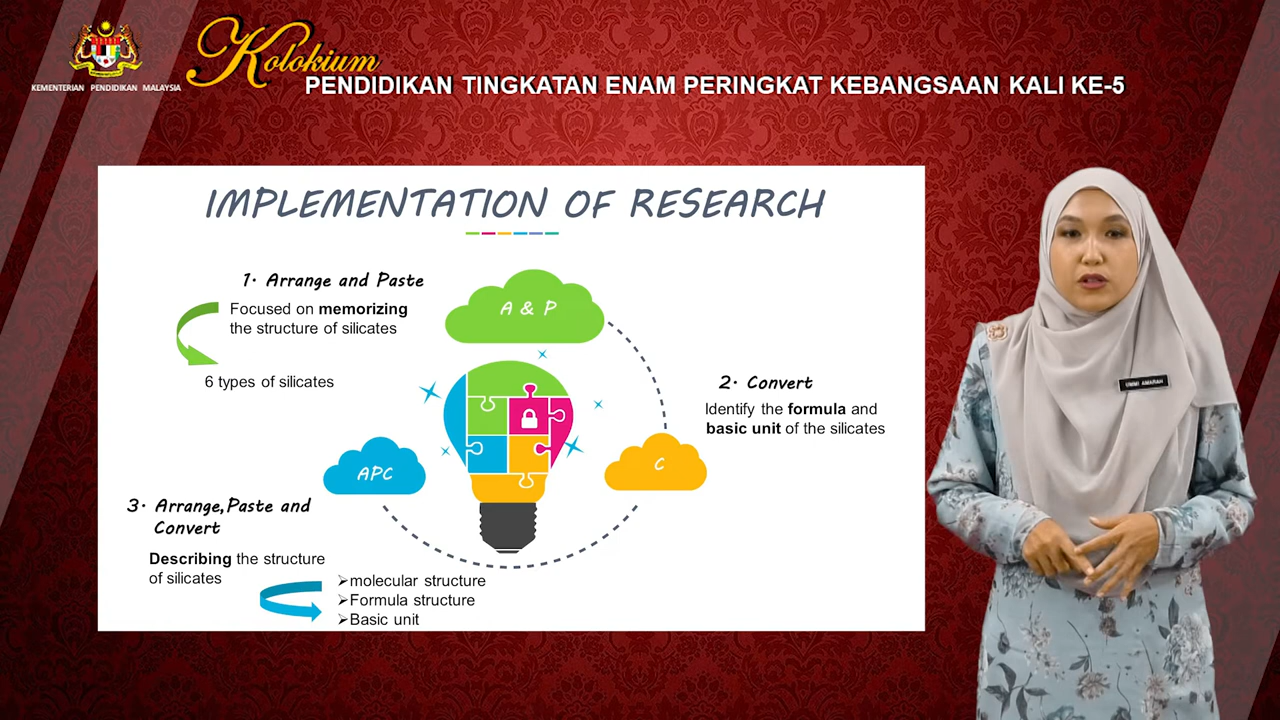 Kolokium
KEMENTERIAN PENDIDIKAN MALAYSIA
PENDIDIKAN TINGKATAN ENAM PERINGKAT KEBANGSAAN KALI KE-5
IMPLEMENTATION OF RESEARCH
1. Arrange and Paste
Focused on memorizing
the structure of silicates
6 types of silicates
A & P
2. Convert
Identify the formula and
basic unit of the silicates
C
APC
3. Arrange,Paste and
Convert
Describing the structure
of silicates
➢molecular structure
➢Formula structure
➢Basic unit
UMMI AMARAH